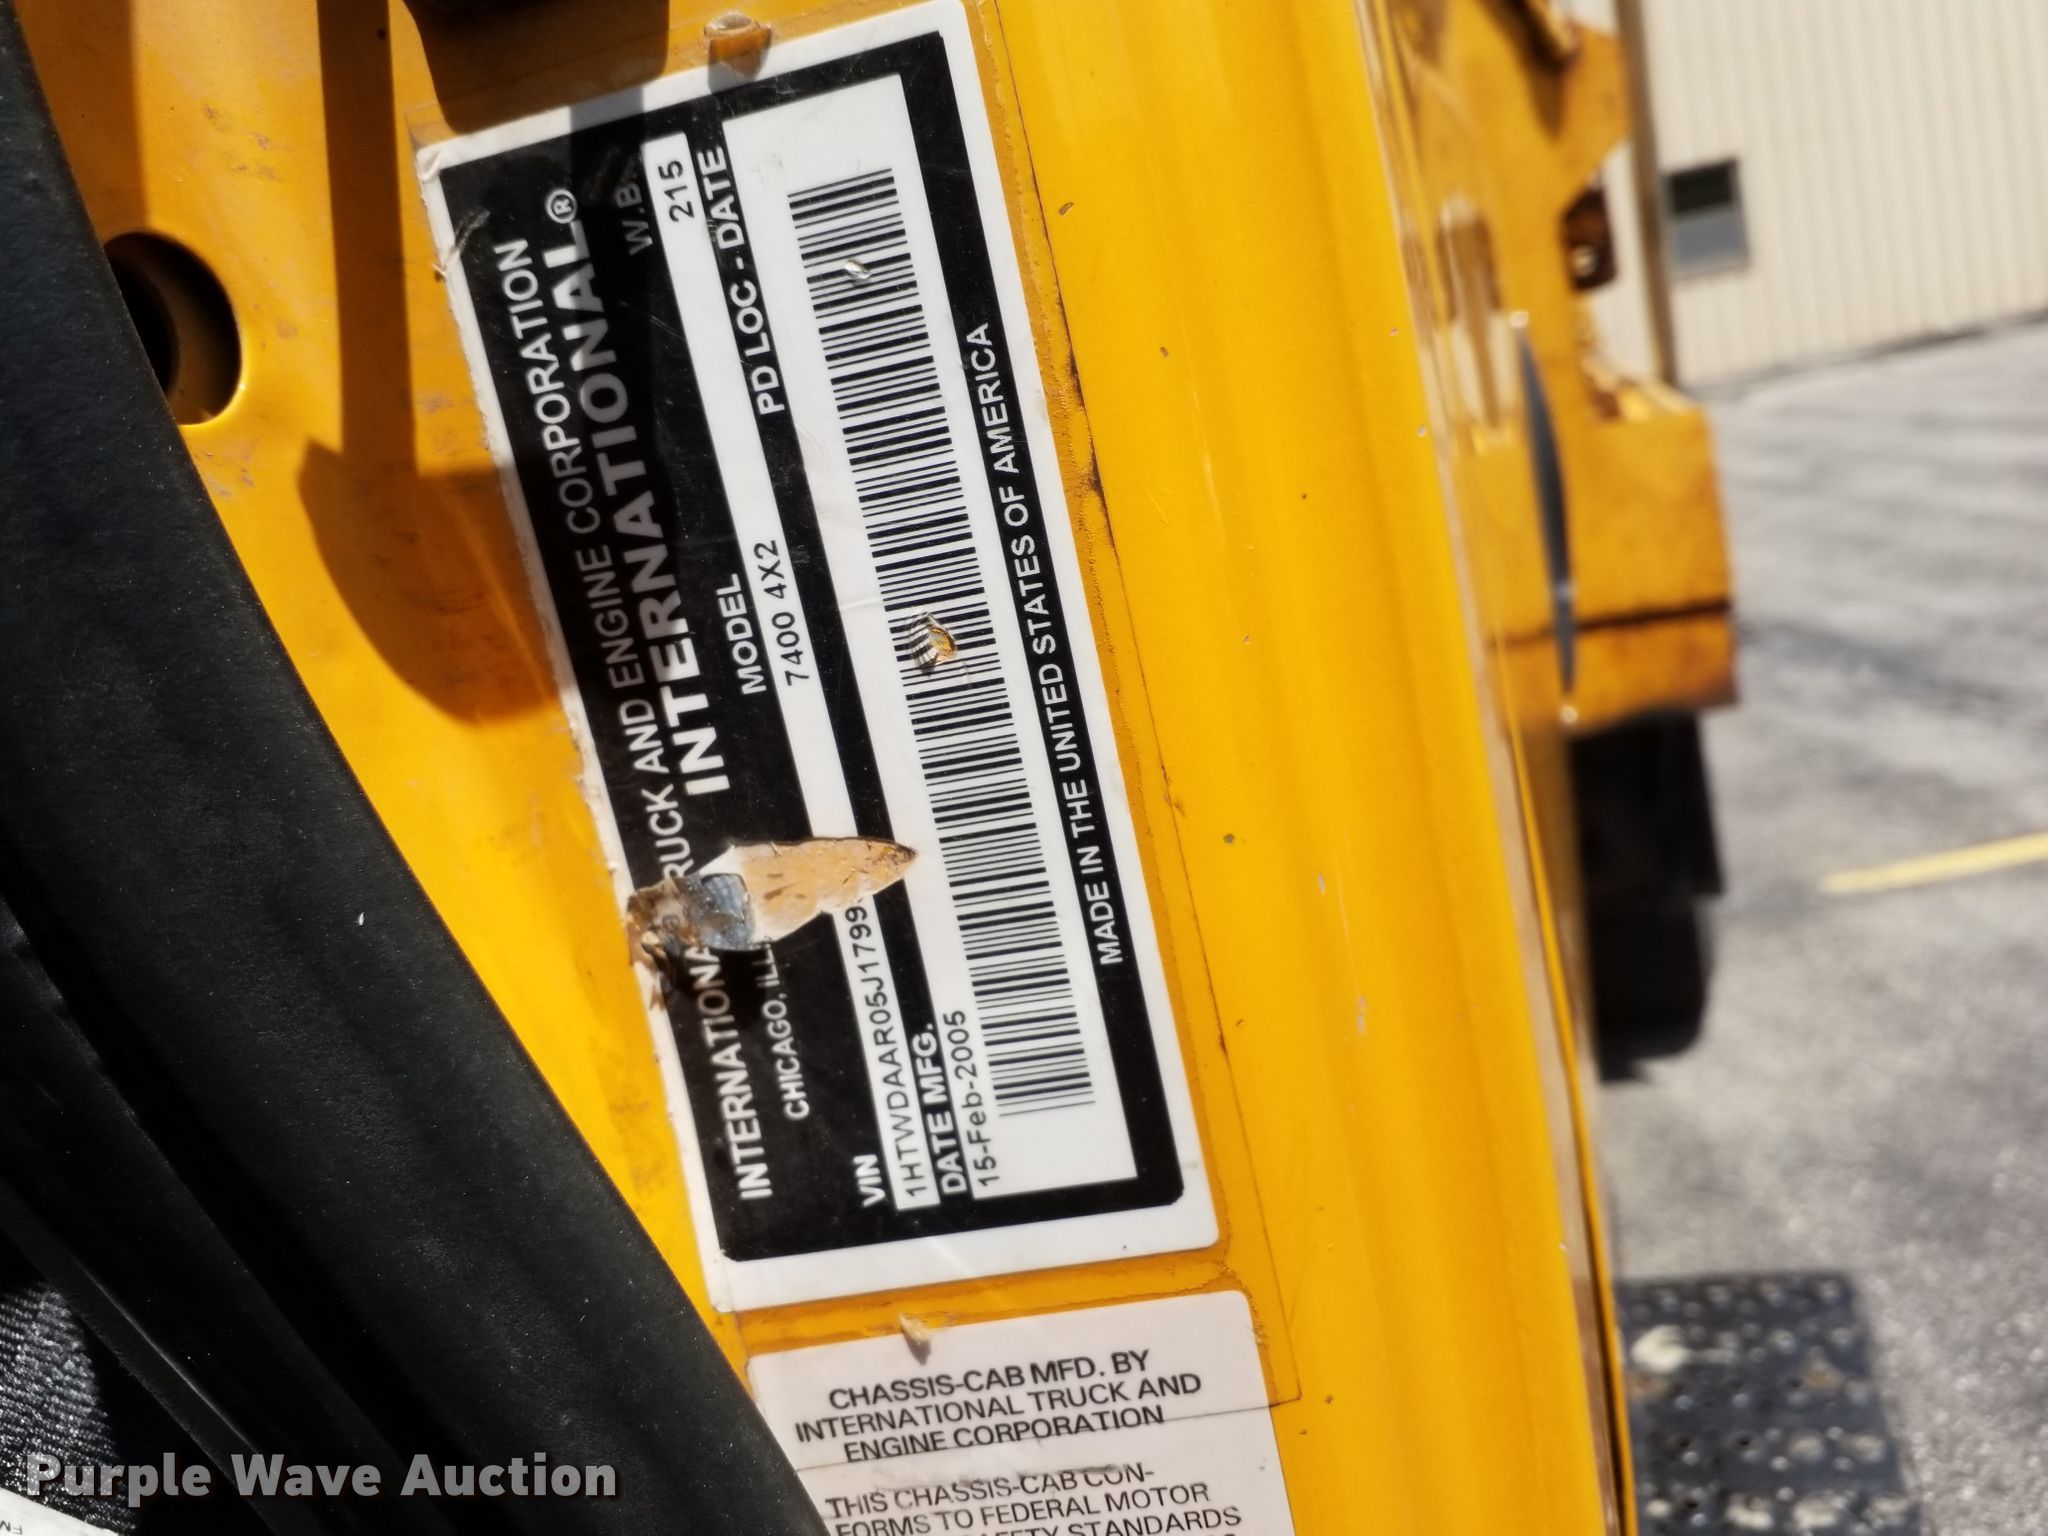 INTERNATIONAL TRUCK AND ENGINE CORPORATION
CHICAGO, ILL
INTERNATIONAL®
INTERNATIONAL
VIN
MODEL
W.B.
1HTWDAAR05J1799
7400 4X2
215
DATE MFG.
PD LOC - DATE
15-Feb-2005
MADE IN THE UNITED STATES OF AMERICA
CHASSIS-CAB MFD. BY
INTERNATIONAL TRUCK AND
ENGINE CORPORATION
THIS CHASSIS-CAB CON-
FORMS TO FEDERAL MOTOR
SAFETY STANDARDS
Purple Wave Auction